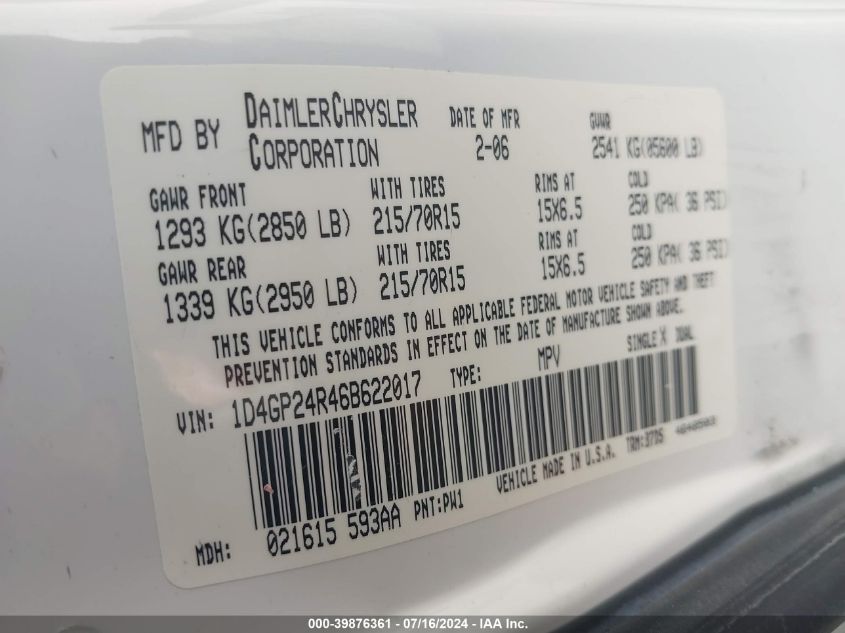 MFD BY DAIMLERCHRYSLER CORPORATION DATE OF MFR 2-06 GVWR 2541 KG(05600 LB)
GAWR FRONT WITH TIRES RIMS AT COLD
1293 KG(2850 LB) 215/70R15 15X6.5 250 KPA( 36 PSI)
GAWR REAR WITH TIRES RIMS AT COLD
1339 KG(2950 LB) 215/70R15 15X6.5 250 KPA( 36 PSI)
THIS VEHICLE CONFORMS TO ALL APPLICABLE FEDERAL MOTOR VEHICLE SAFETY AND THEFT
PREVENTION STANDARDS IN EFFECT ON THE DATE OF MANUFACTURE SHOWN ABOVE.
VIN: 1D4GP24R46B622017 TYPE: MPV SINGLE X DUAL
MDH: 021615 593AA PNT:PW1 VEHICLE MADE IN U.S.A.
000-39876361 - 07/16/2024 - IAAI Inc.